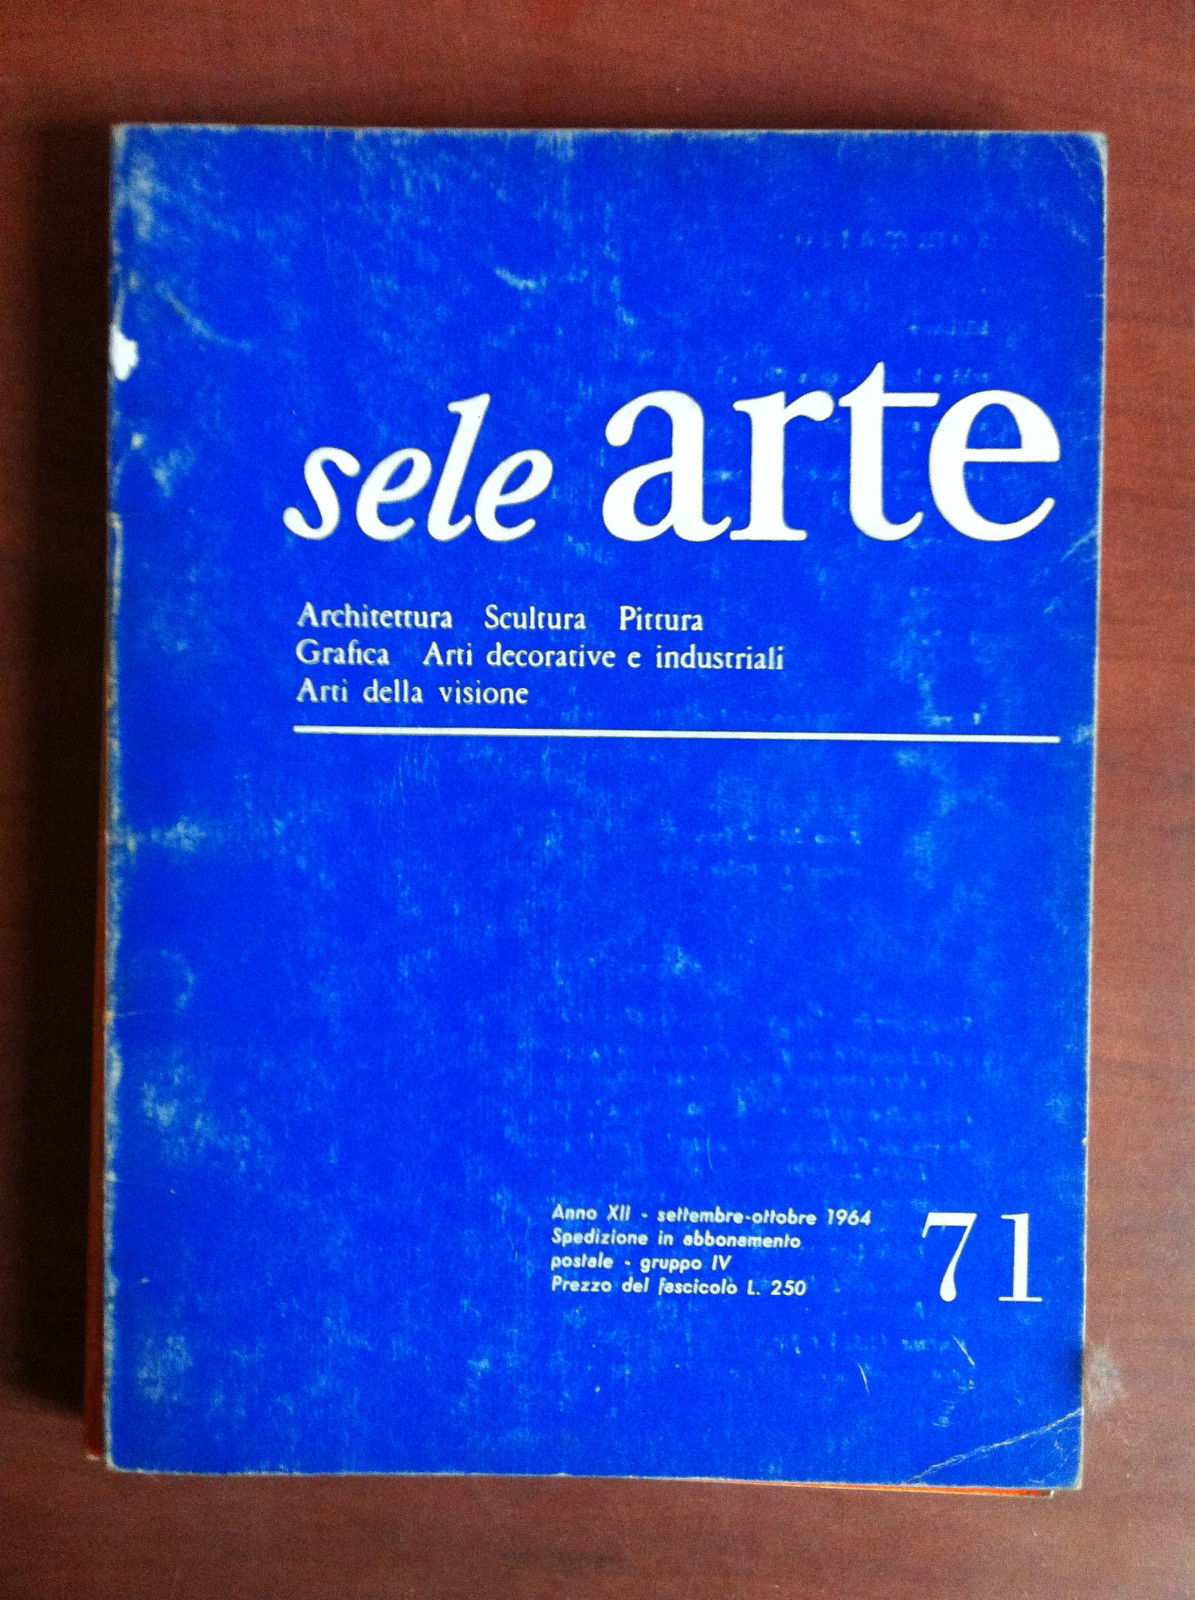 sele arte
Architettura Scultura Pittura
Grafica Arti decorative e industriali
Arti della visione
Anno XII - settembre-ottobre 1964
Spedizione in abbonamento
postale - gruppo IV
Prezzo del fascicolo L. 250
71